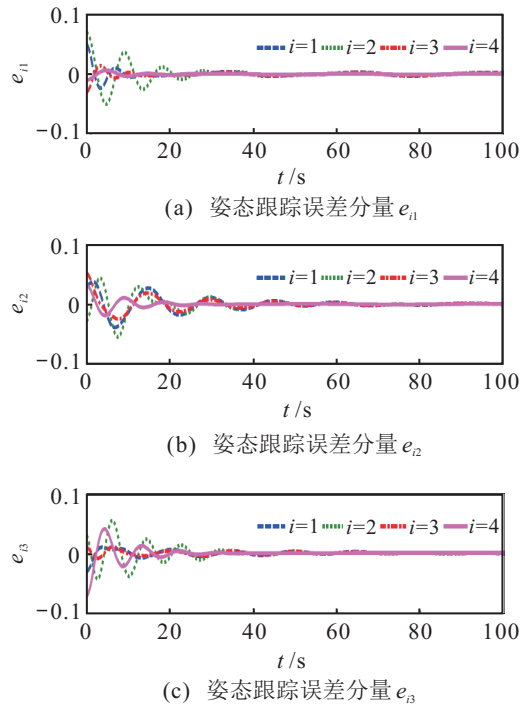 0.1
i=1 i=2 i=3 i=4
e_{i1}
0
−0.1
0 20 40 60 80 100
t/s
(a) 姿态跟踪误差分量 e_{i1}
0.1
i=1 i=2 i=3 i=4
e_{i2}
0
−0.1
0 20 40 60 80 100
t/s
(b) 姿态跟踪误差分量 e_{i2}
0.1
i=1 i=2 i=3 i=4
e_{i3}
0
−0.1
0 20 40 60 80 100
t/s
(c) 姿态跟踪误差分量 e_{i3}